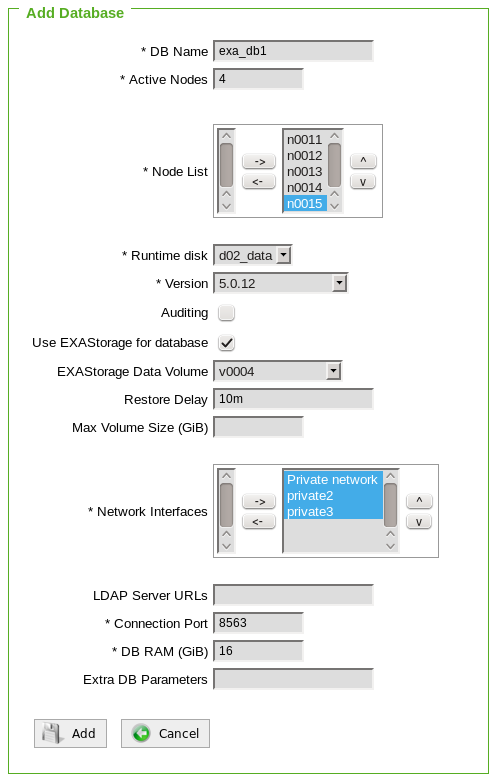 Add Database
* DB Name exa_db1
* Active Nodes 4
* Node List -> <- n0011 ^ v
n0012
n0013
n0014
n0015
* Runtime disk d02_data
* Version 5.0.12
Auditing
Use EXAStorage for database
EXAStorage Data Volume v0004
Restore Delay 10m
Max Volume Size (GiB)
* Network Interfaces -> <- Private network ^ v
private2
private3
LDAP Server URLs
* Connection Port 8563
* DB RAM (GiB) 16
Extra DB Parameters
Add Cancel